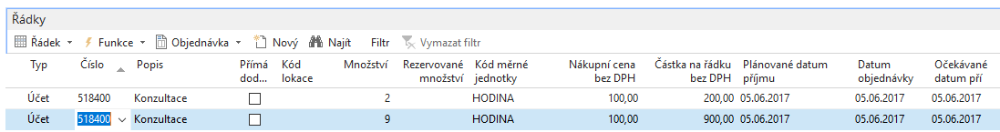 Řádky
Řádek Funkce Objednávka Nový Najít Filtr Vymazat filtr
Typ Číslo Popis Přímá dod... Kód lokace Množství Rezervované množství Kód měrné jednotky Nákupní cena bez DPH Částka na řádku bez DPH Plánované datum příjmu Datum objednávky Očekávané datum pří
Účet 518400 Konzultace 2 HODINA 100,00 200,00 05.06.2017 05.06.2017 05.06.2017
Účet 518400 Konzultace 9 HODINA 100,00 900,00 05.06.2017 05.06.2017 05.06.2017